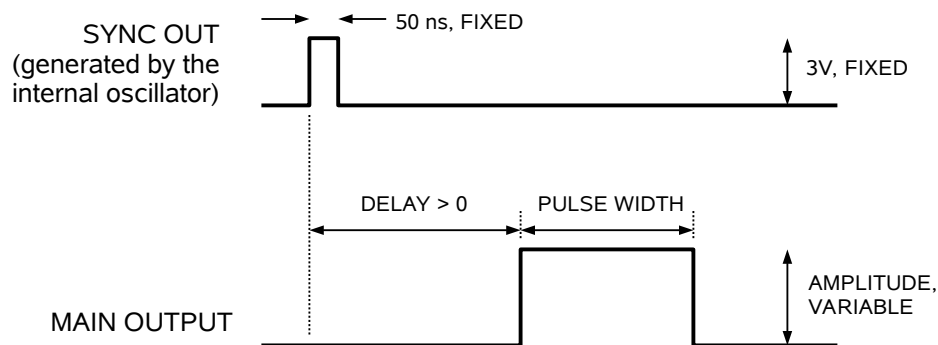 50 ns, FIXED
SYNC OUT
(generated by the
internal oscillator)
3V, FIXED
DELAY > 0
PULSE WIDTH
AMPLITUDE,
VARIABLE
MAIN OUTPUT